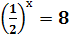 (1/2)^x = 8